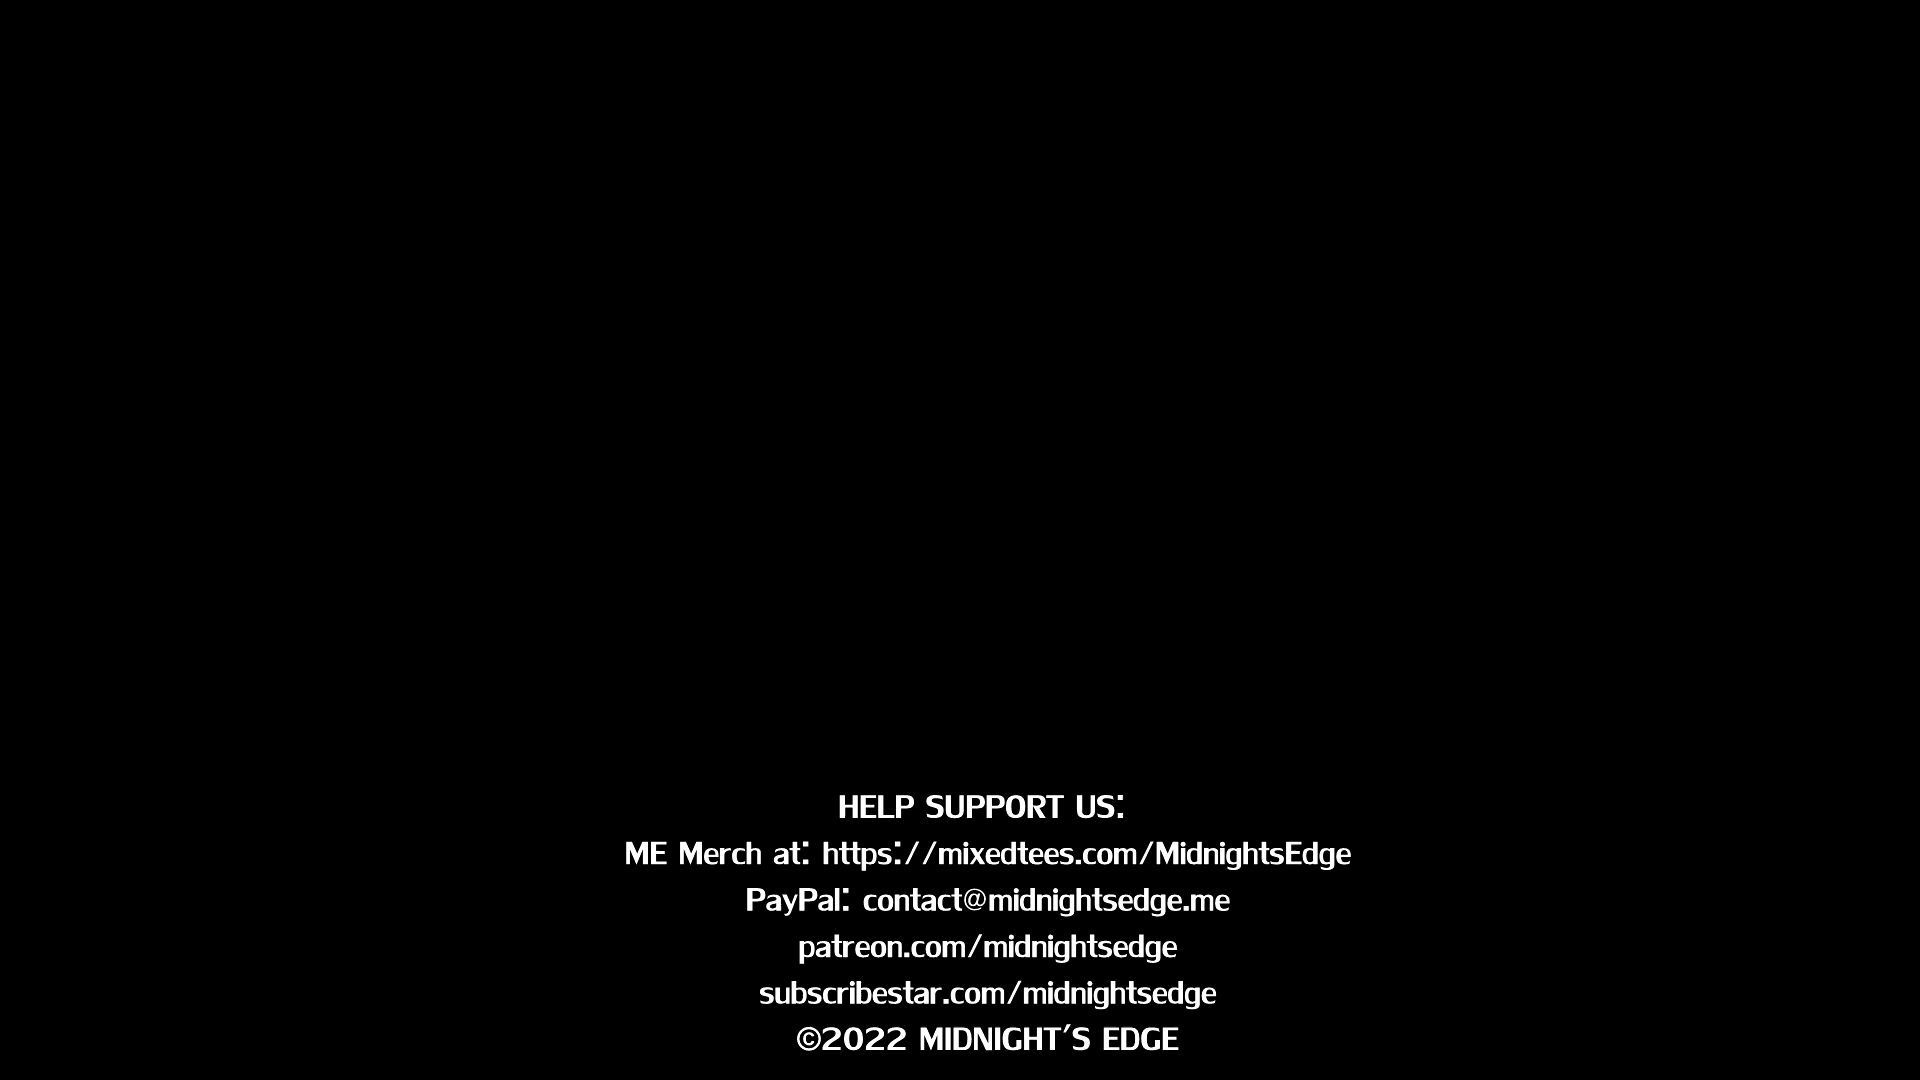 HELP SUPPORT US:
ME Merch at: https://mixedtees.com/MidnightsEdge
PayPal: contact@midnightsedge.me
patreon.com/midnightsedge
subscribestar.com/midnightsedge
©2022 MIDNIGHT'S EDGE